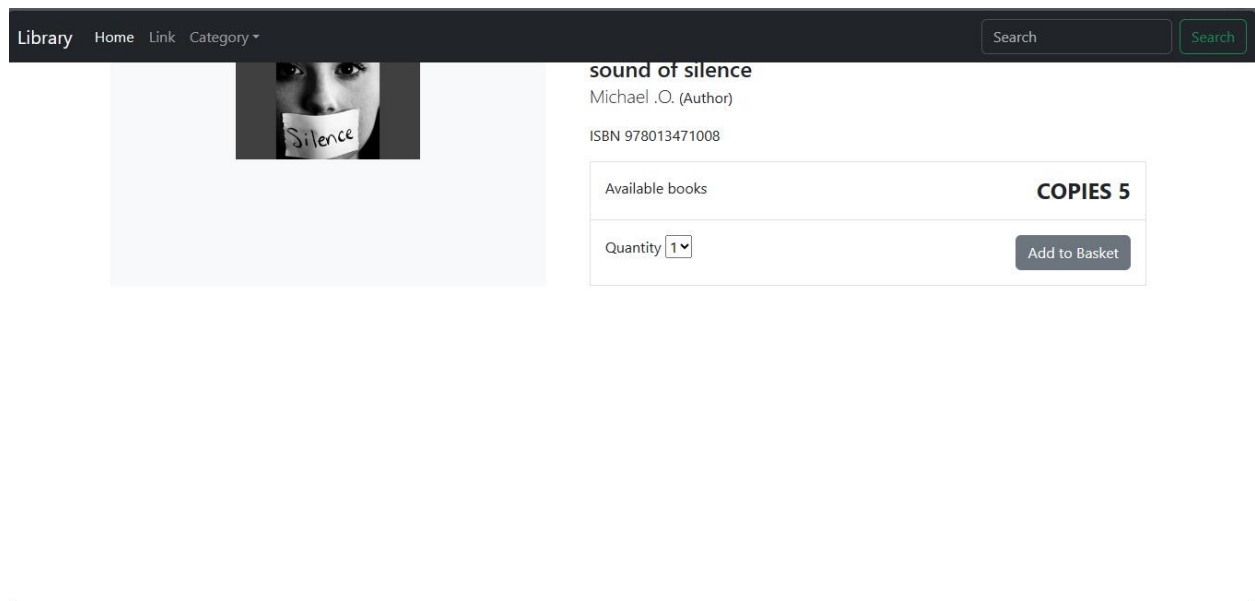 Library Home Link Category Search Search
Silence
sound of silence
Michael .O. (Author)
ISBN 978013471008
Available books COPIES 5
Quantity 1 Add to Basket